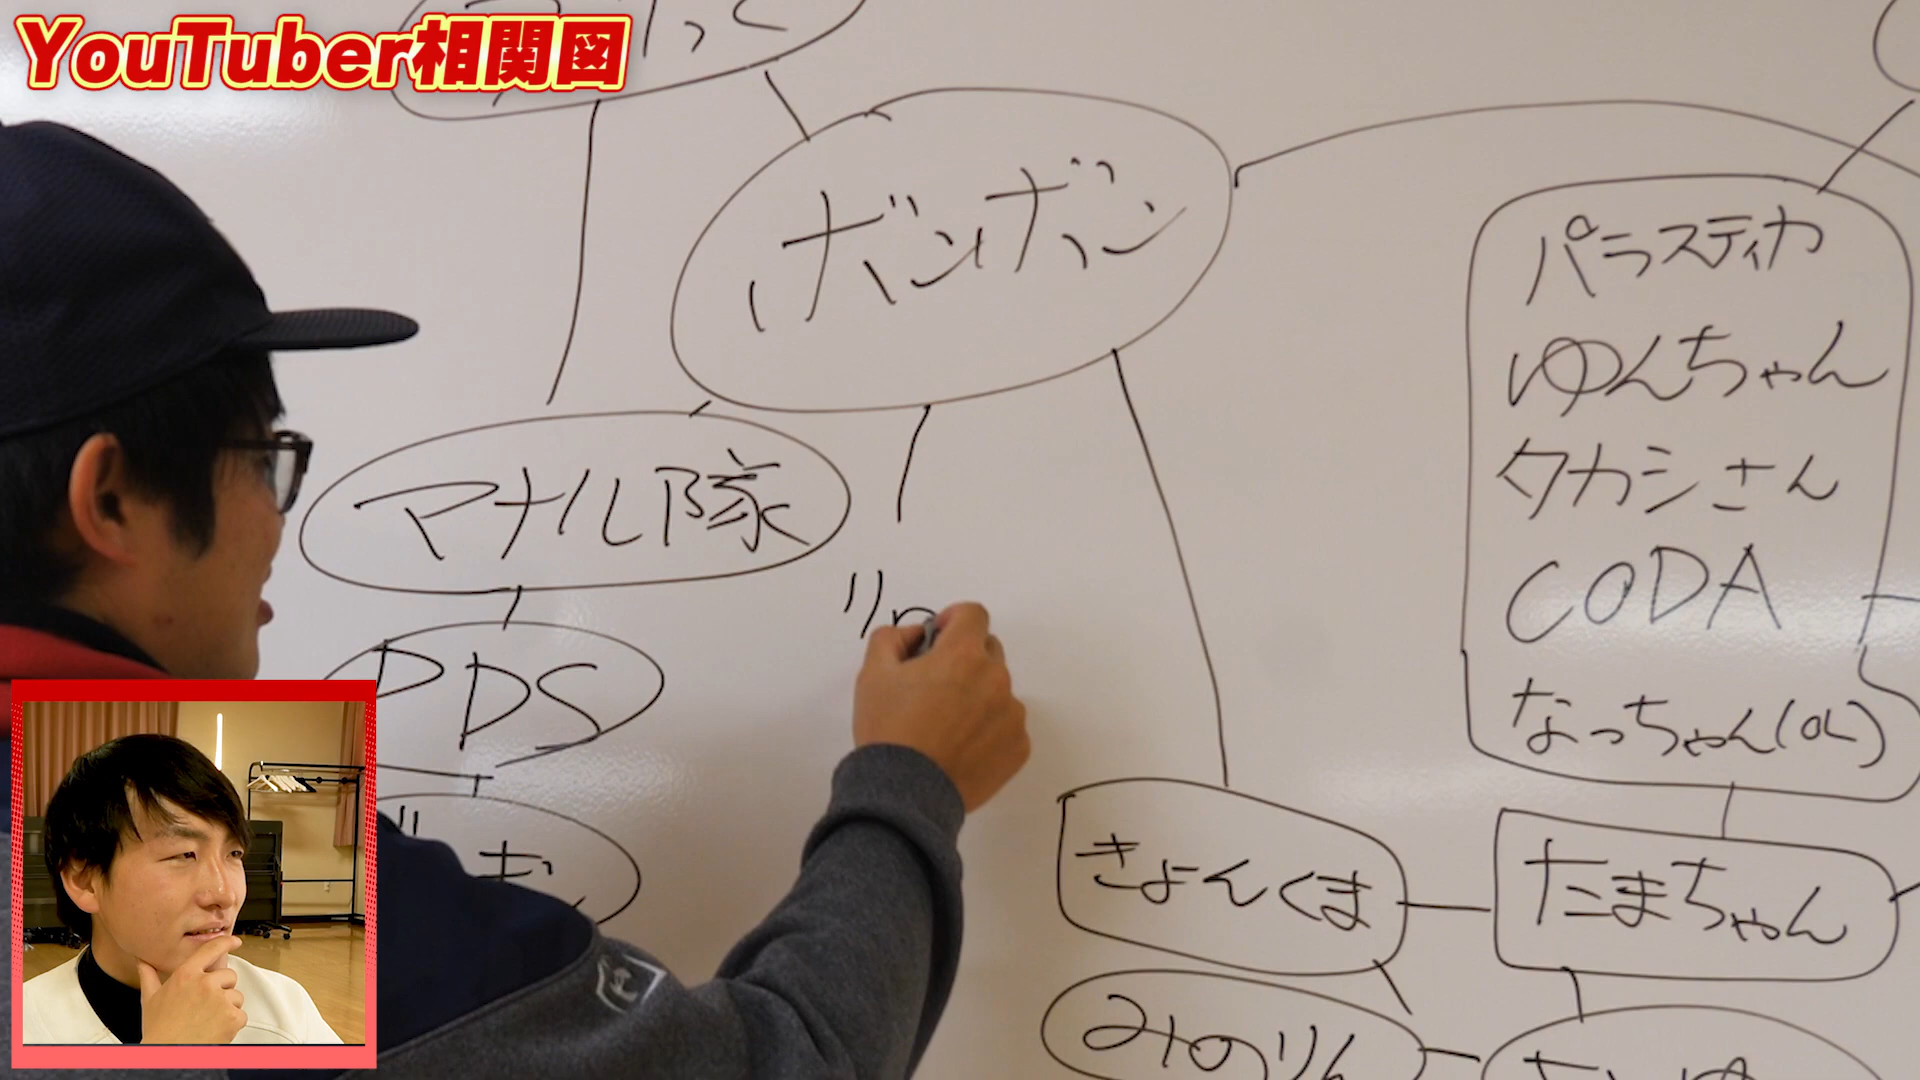 YouTuber相関図
バンバン
パラスティカ
ゆんちゃん
タカシさん
CODA
なっちゃん(OL)
マナル隊
PDS
きょんくま
たまちゃん
みのりん